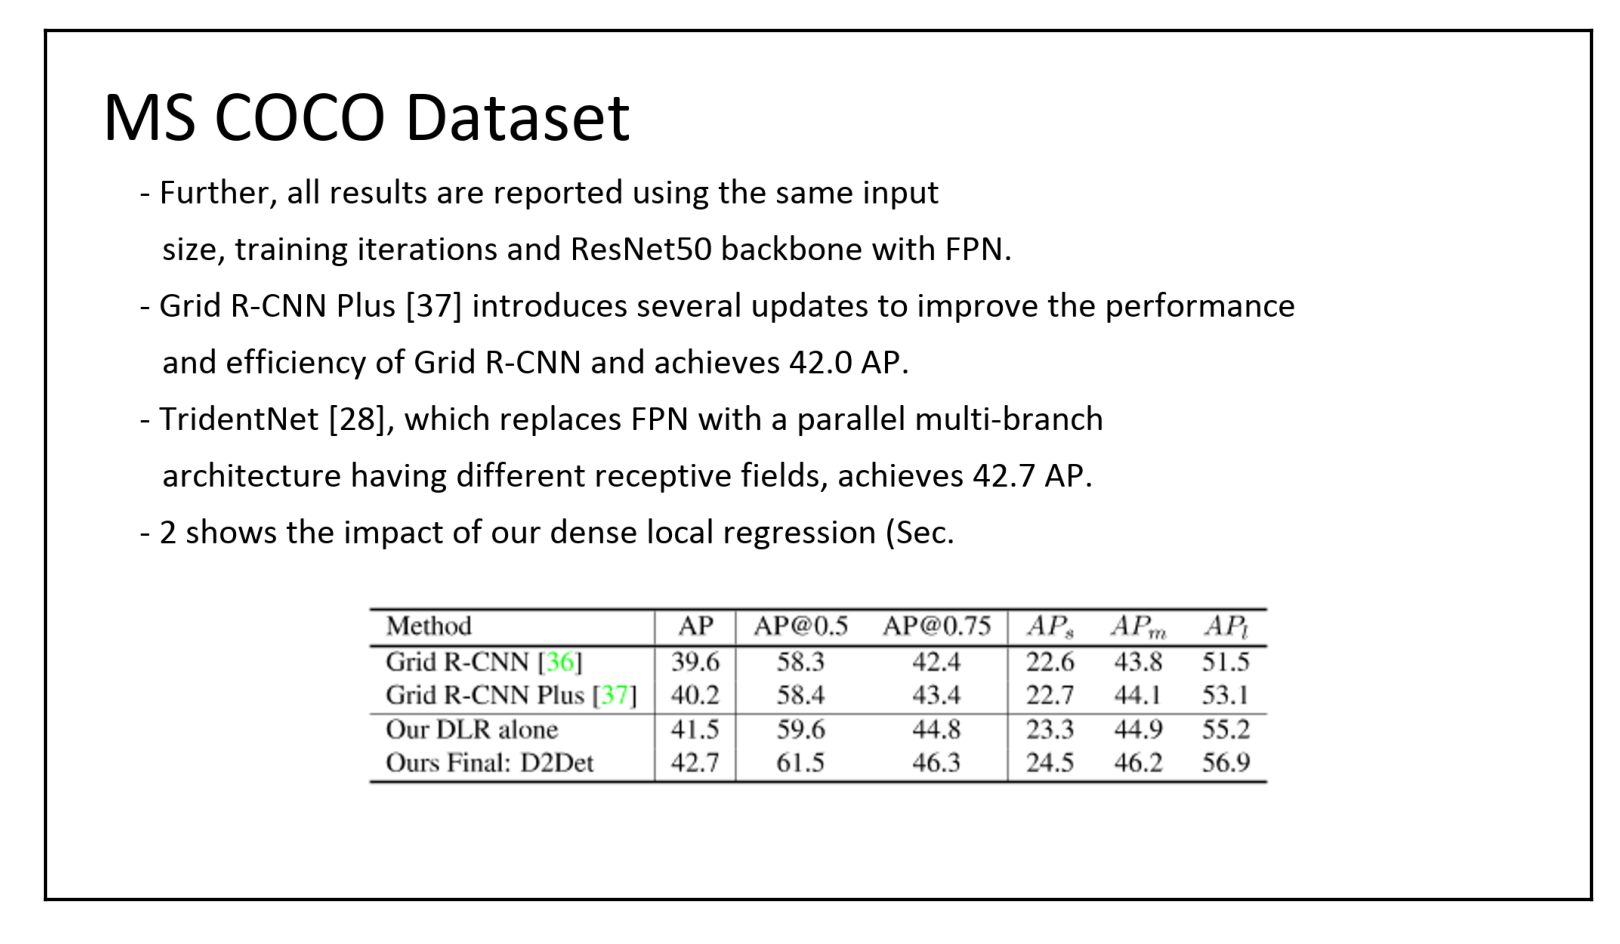 MS COCO Dataset
- Further, all results are reported using the same input
size, training iterations and ResNet50 backbone with FPN.
- Grid R-CNN Plus [37] introduces several updates to improve the performance
and efficiency of Grid R-CNN and achieves 42.0 AP.
- TridentNet [28], which replaces FPN with a parallel multi-branch
architecture having different receptive fields, achieves 42.7 AP.
- 2 shows the impact of our dense local regression (Sec.
Method AP AP@0.5 AP@0.75 APs APm APl
Grid R-CNN [36] 39.6 58.3 42.4 22.6 43.8 51.5
Grid R-CNN Plus [37] 40.2 58.4 43.4 22.7 44.1 53.1
Our DLR alone 41.5 59.6 44.8 23.3 44.9 55.2
Ours Final: D2Det 42.7 61.5 46.3 24.5 46.2 56.9